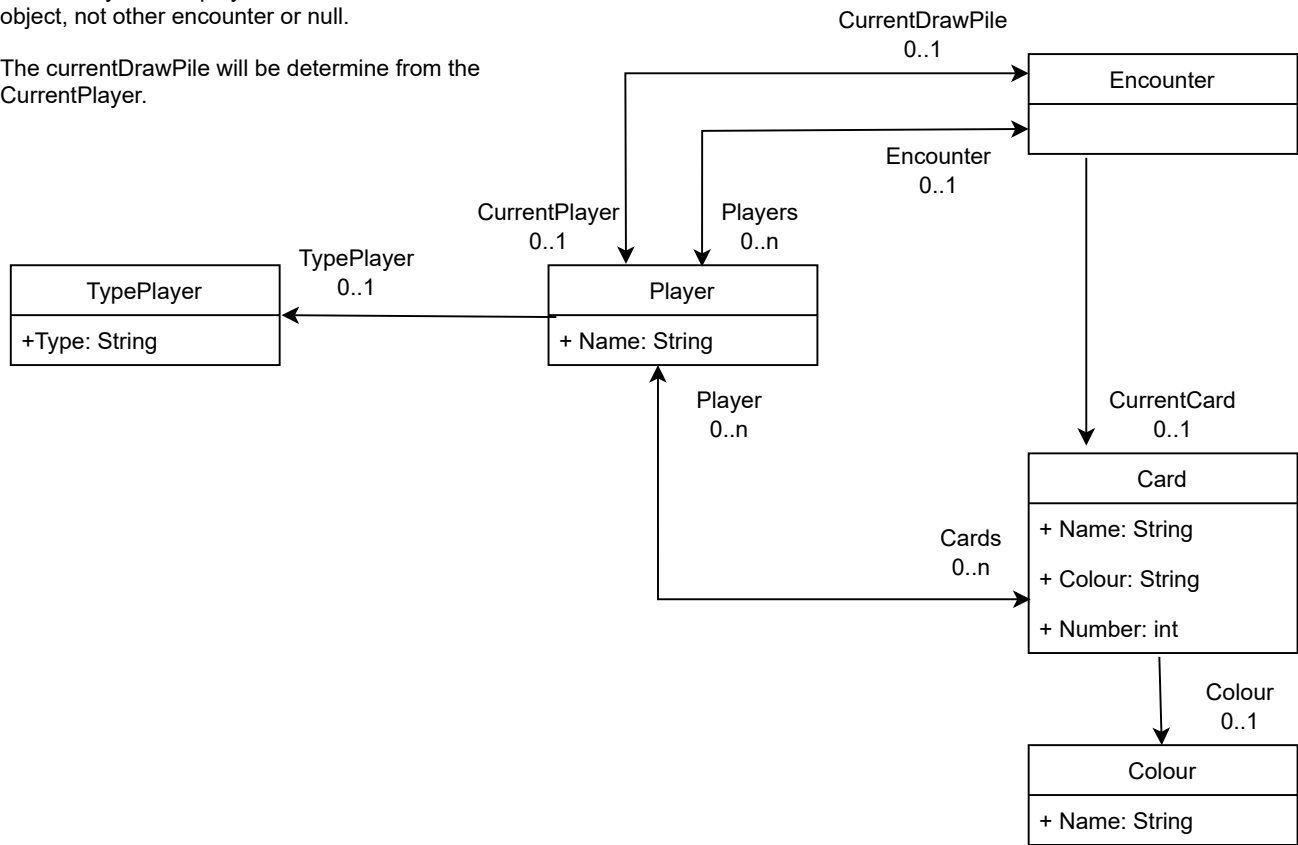 object, not other encounter or null.
The currentDrawPile will be determine from the
CurrentPlayer.
CurrentDrawPile
0..1
Encounter
Encounter
0..1
CurrentPlayer
0..1
Players
0..n
TypePlayer
0..1
TypePlayer
+Type: String
Player
+ Name: String
Player
0..n
CurrentCard
0..1
Card
+ Name: String
+ Colour: String
+ Number: int
Cards
0..n
Colour
0..1
Colour
+ Name: String